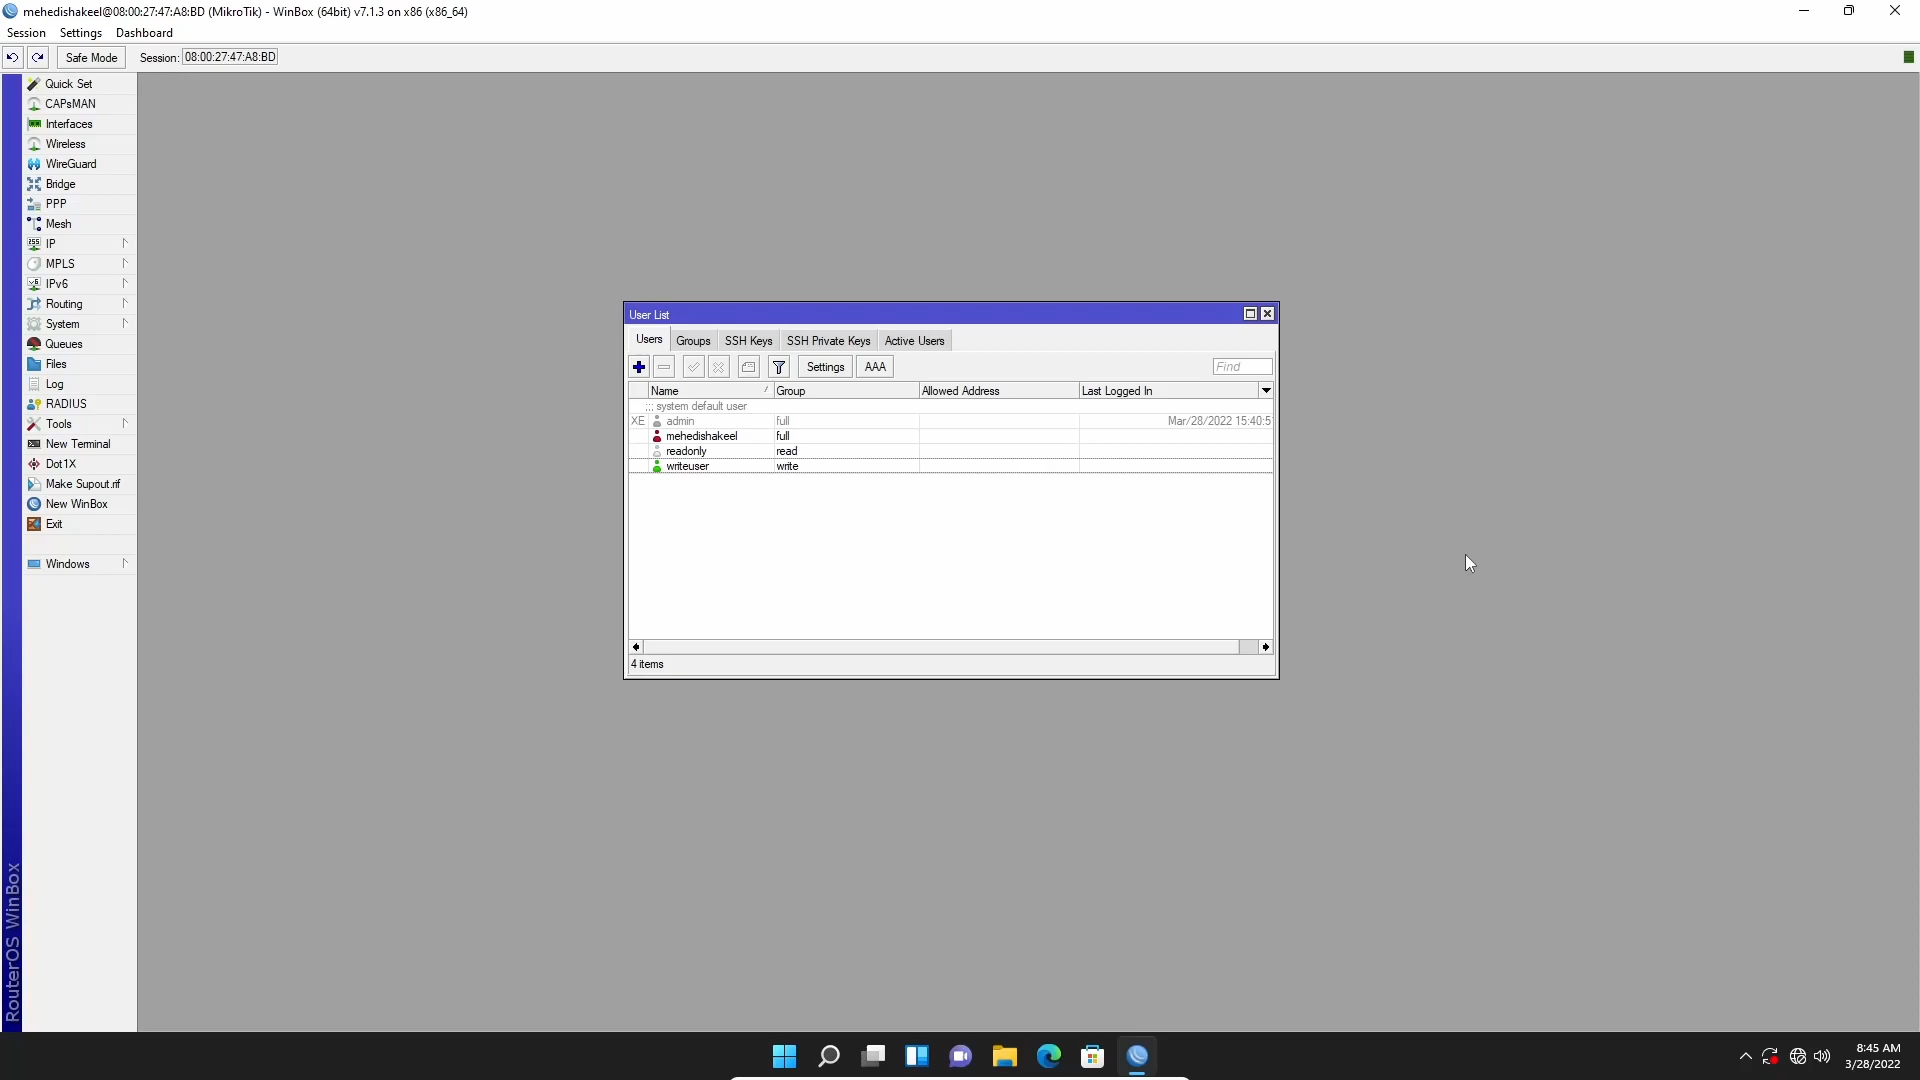 mehedishakeel@08:00:27:47:A8:BD (MikroTik) - WinBox (64bit) v7.1.3 on x86 (x86_64)
Session Settings Dashboard
Safe Mode Session: 08:00:27:47:A8:BD
Quick Set
CAPsMAN
Interfaces
Wireless
WireGuard
Bridge
PPP
Mesh
IP
MPLS
IPv6
Routing
System
Queues
Files
Log
RADIUS
Tools
New Terminal
Dot1X
Make Supout.rif
New WinBox
Exit
Windows
RouterOS WinBox
User List
Users Groups SSH Keys SSH Private Keys Active Users
Settings AAA Find
Name Group Allowed Address Last Logged In
;;; system default user
XE admin full Mar/28/2022 15:40:5
mehedishakeel full
readonly read
writeuser write
4 items
8:45 AM
3/28/2022